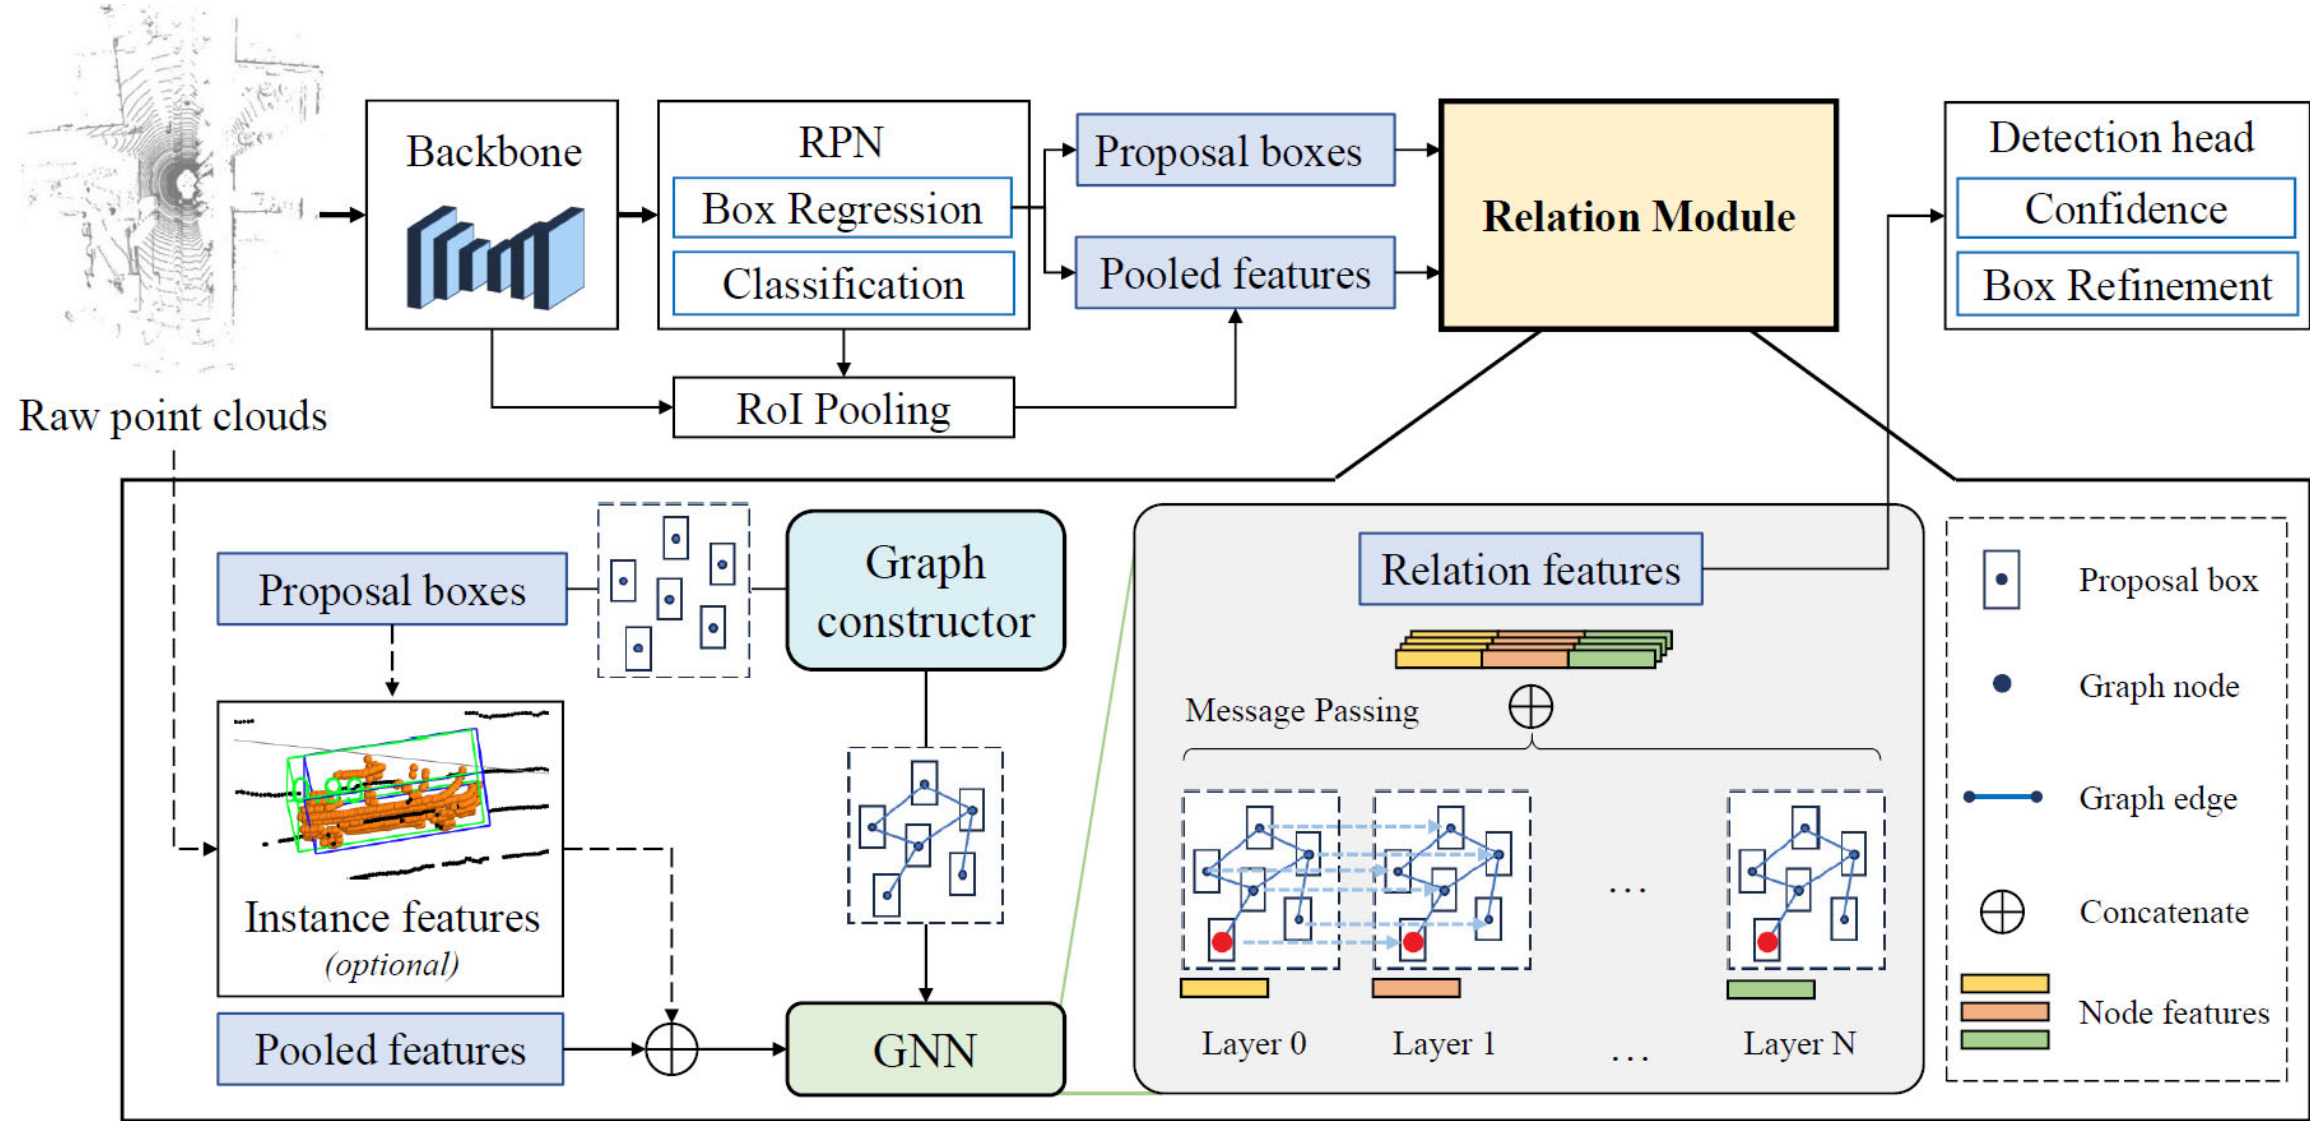 Backbone
RPN
Box Regression
Classification
Proposal boxes
Pooled features
Relation Module
Detection head
Confidence
Box Refinement
Raw point clouds
RoI Pooling
Proposal boxes
Graph
constructor
Instance features
(optional)
Pooled features
GNN
Relation features
Message Passing
...
Layer 0
Layer 1
...
Layer N
Proposal box
Graph node
Graph edge
Concatenate
Node features